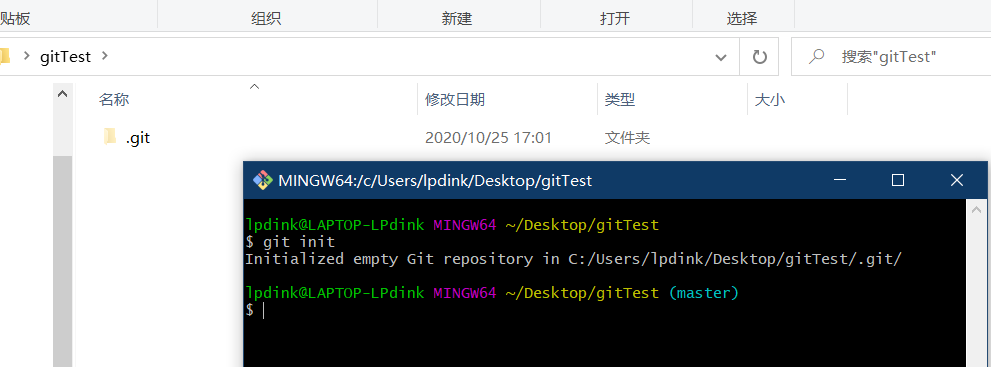 贴板 组织 新建 打开 选择
gitTest 搜索"gitTest"
名称 修改日期 类型 大小
.git 2020/10/25 17:01 文件夹
MINGW64:/c/Users/lpdink/Desktop/gitTest
lpdink@LAPTOP-LPdink MINGW64 ~/Desktop/gitTest
$ git init
Initialized empty Git repository in C:/Users/lpdink/Desktop/gitTest/.git/
lpdink@LAPTOP-LPdink MINGW64 ~/Desktop/gitTest (master)
$